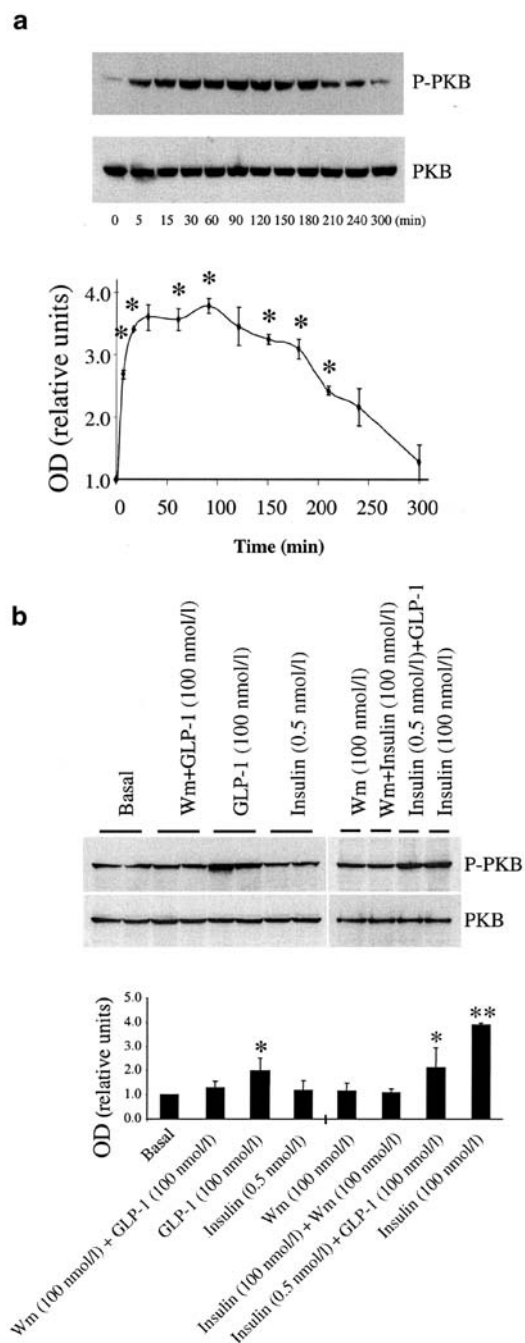 a
P-PKB
PKB
0 5 15 30 60 90 120 150 180 210 240 300 (min)
OD (relative units)
4.0
3.0
2.0
1.0
* * * * * * *
0 50 100 150 200 250 300
Time (min)
b
Basal
Wm+GLP-1 (100 nmol/l)
GLP-1 (100 nmol/l)
Insulin (0.5 nmol/l)
Wm (100 nmol/l)
Wm+Insulin (100 nmol/l)
Insulin (0.5 nmol/l)+GLP-1
Insulin (100 nmol/l)
P-PKB
PKB
OD (relative units)
5.0
4.0
3.0
2.0
1.0
0.0
* * **
Basal
Wm (100 nmol/l) + GLP-1 (100 nmol/l)
GLP-1 (100 nmol/l)
Insulin (0.5 nmol/l)
Wm (100 nmol/l)
Insulin (100 nmol/l) + Wm (100 nmol/l)
Insulin (0.5 nmol/l) + GLP-1 (100 nmol/l)
Insulin (100 nmol/l)